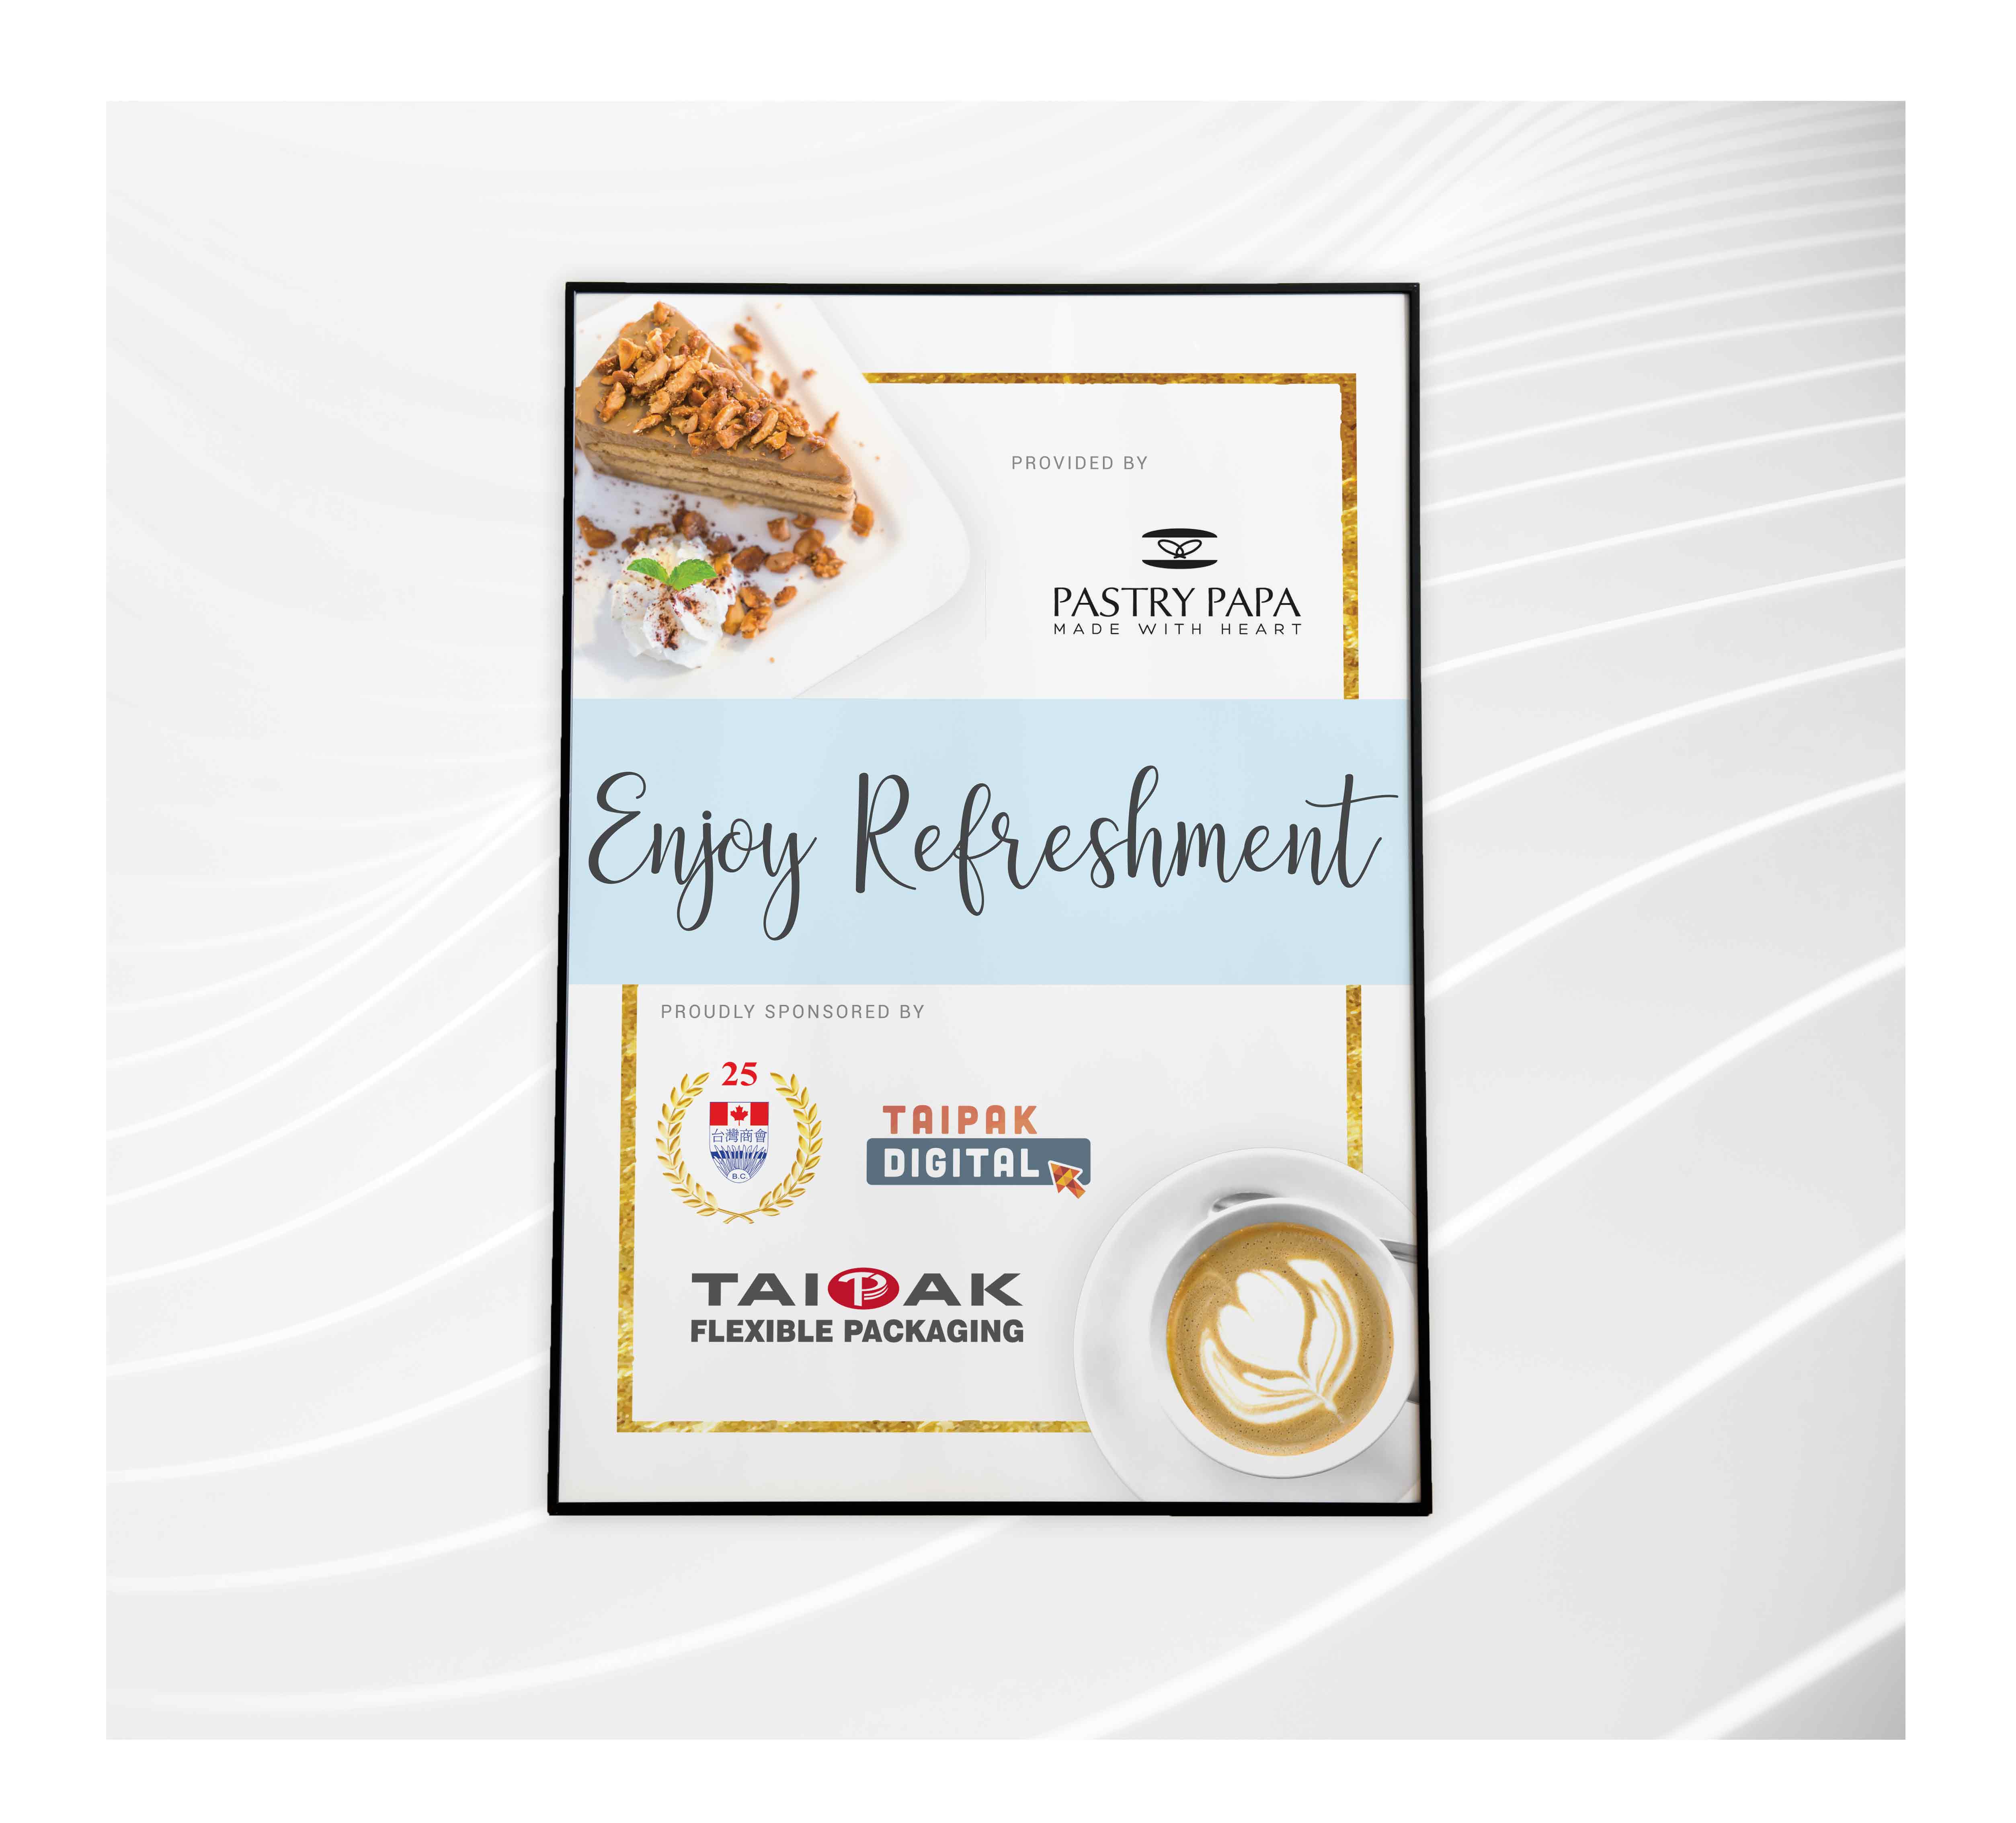 PROVIDED BY
PASTRY PAPA
MADE WITH HEART
Enjoy Refreshment
PROUDLY SPONSORED BY
25
台灣商會
B.C.
TAIPAK
DIGITAL
TAIPAK
FLEXIBLE PACKAGING